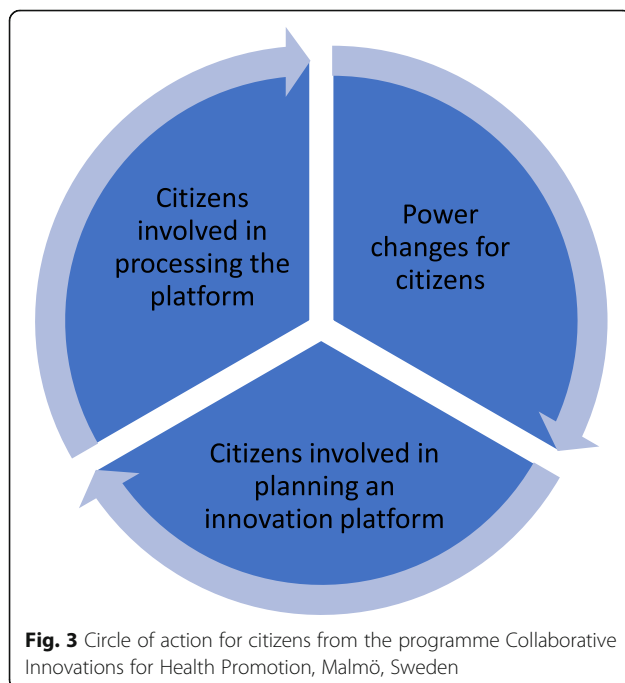 Citizens
involved in
processing the
platform
Power
changes for
citizens
Citizens involved in
planning an
innovation platform
Fig. 3 Circle of action for citizens from the programme Collaborative
Innovations for Health Promotion, Malmö, Sweden